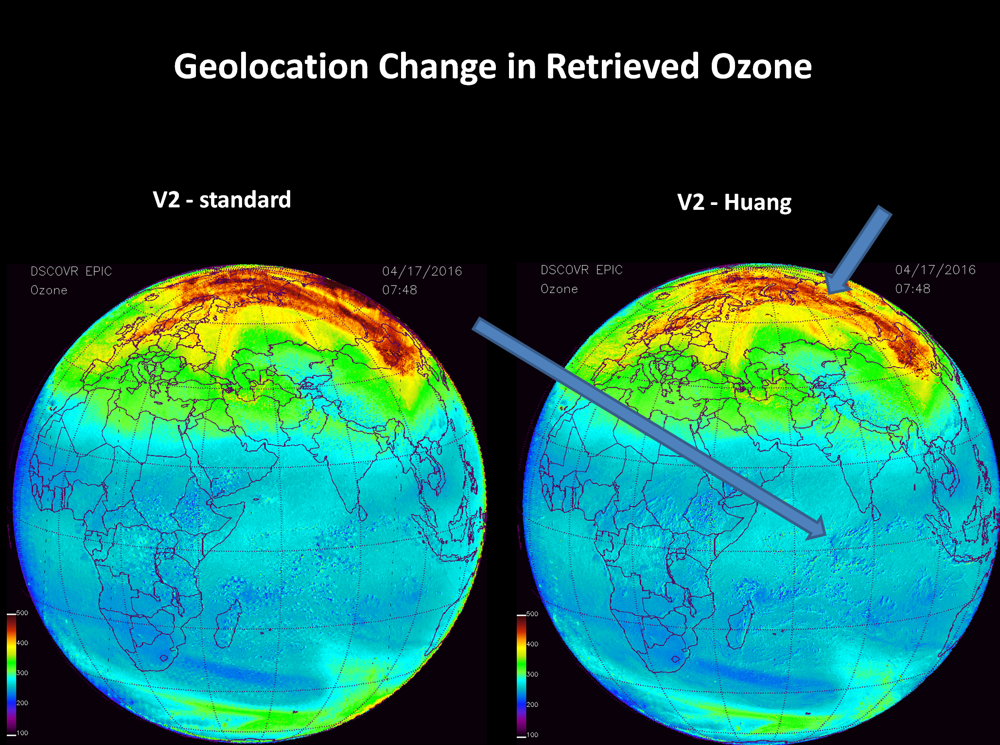 Geolocation Change in Retrieved Ozone
V2 - standard
V2 - Huang
DSCOVR EPIC
04/17/2016
Ozone
07:48
500
400
300
200
100
DSCOVR EPIC
04/17/2016
Ozone
07:48
500
400
300
200
100